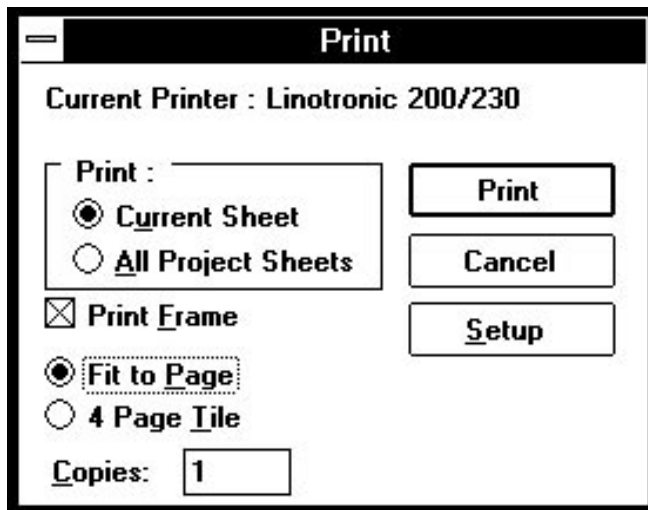 Print
Current Printer : Linotronic 200/230
Print :
Current Sheet
All Project Sheets
Print Frame
Fit to Page
4 Page Tile
Copies: 1
Print
Cancel
Setup